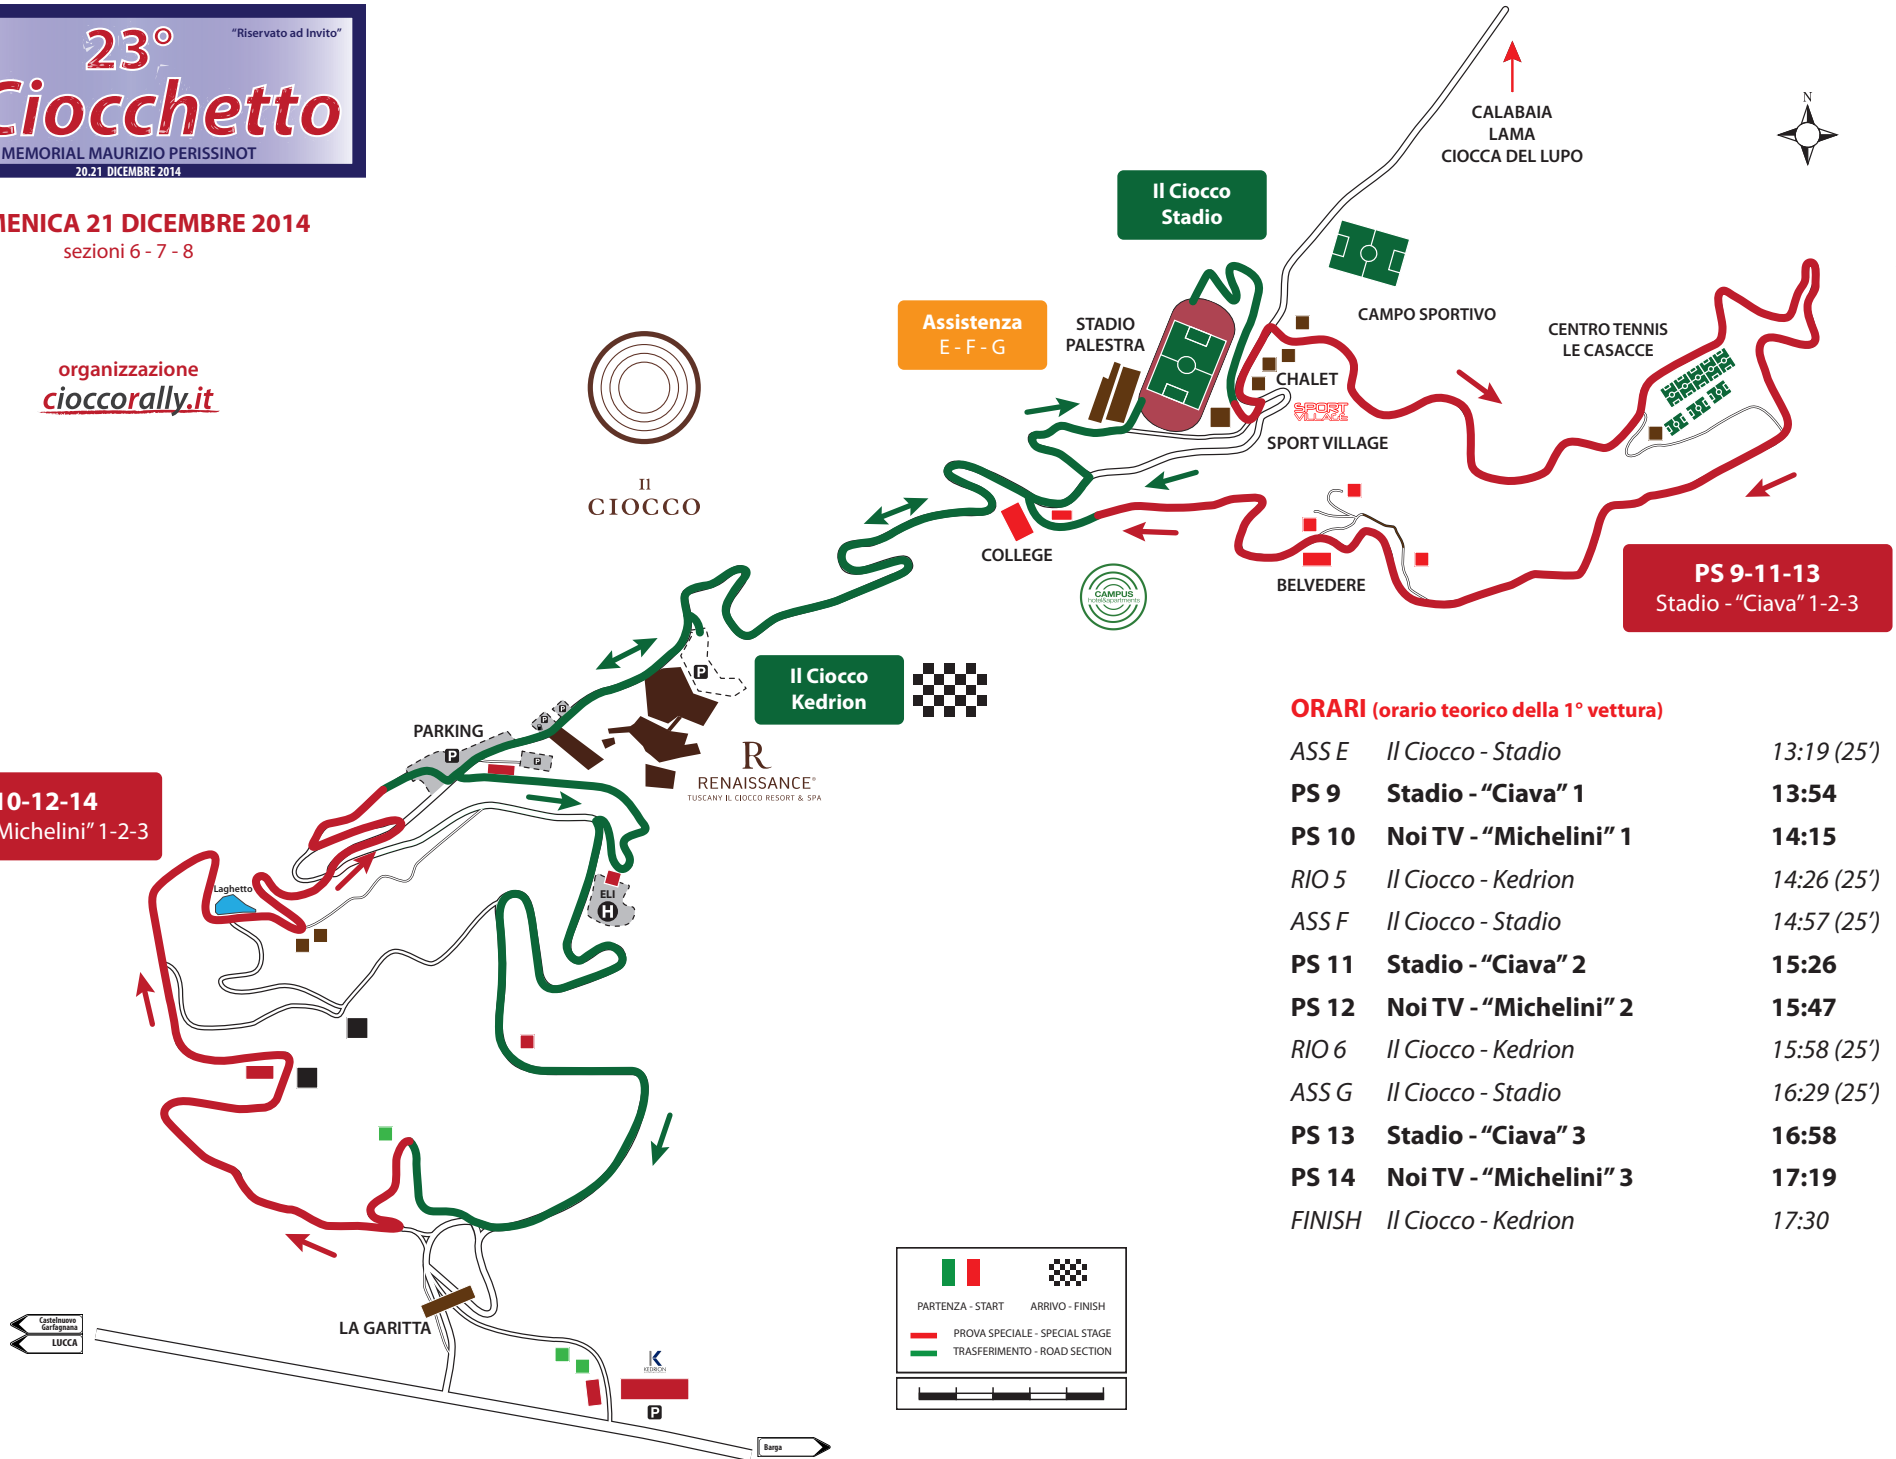 23°
"Riservato ad Invito"
Ciocchetto
MEMORIAL MAURIZIO PERISSINOT
20.21 DICEMBRE 2014
MENICA 21 DICEMBRE 2014
sezioni 6 - 7 - 8
organizzazione
cioccorally.it
Il
CIOCCO
CALABAIA
LAMA
CIOCCA DEL LUPO
N
Il Ciocco
Stadio
Assistenza
E - F - G
STADIO
PALESTRA
CAMPO SPORTIVO
CENTRO TENNIS
LE CASACCE
CHALET
SPORT
VILLAGE
SPORT VILLAGE
COLLEGE
CAMPUS
hotel&apartments
BELVEDERE
PS 9-11-13
Stadio - “Ciava” 1-2-3
Il Ciocco
Kedrion
P
P
P
PARKING
P
P
R
RENAISSANCE®
TUSCANY IL CIOCCO RESORT & SPA
10-12-14
Michelini” 1-2-3
Laghetto
ELI
H
ORARI (orario teorico della 1° vettura)
ASS E Il Ciocco - Stadio 13:19 (25’)
PS 9 Stadio - “Ciava” 1 13:54
PS 10 Noi TV - “Michelini” 1 14:15
RIO 5 Il Ciocco - Kedrion 14:26 (25’)
ASS F Il Ciocco - Stadio 14:57 (25’)
PS 11 Stadio - “Ciava” 2 15:26
PS 12 Noi TV - “Michelini” 2 15:47
RIO 6 Il Ciocco - Kedrion 15:58 (25’)
ASS G Il Ciocco - Stadio 16:29 (25’)
PS 13 Stadio - “Ciava” 3 16:58
PS 14 Noi TV - “Michelini” 3 17:19
FINISH Il Ciocco - Kedrion 17:30
PARTENZA - START ARRIVO - FINISH
PROVA SPECIALE - SPECIAL STAGE
TRASFERIMENTO - ROAD SECTION
LA GARITTA
Castelnuovo
Garfagnana
LUCCA
K
KEDRION
P
Barga